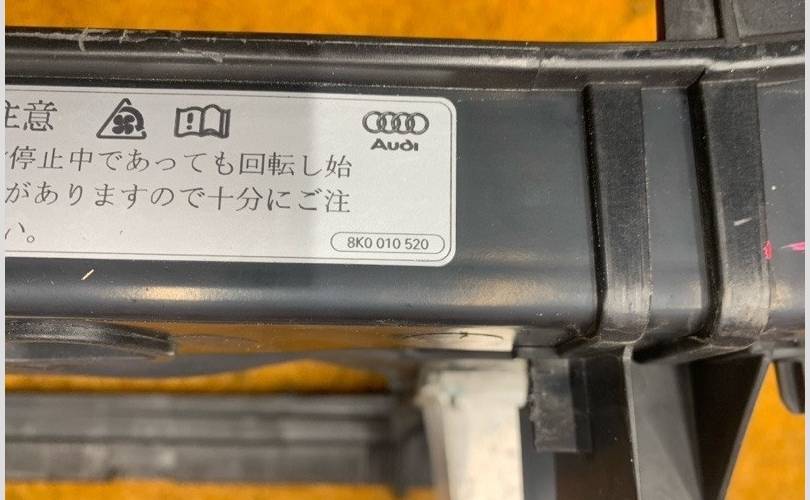 注意
Audi
停止中であっても回転し始
がありますので十分にご注
い。
8K0 010 520